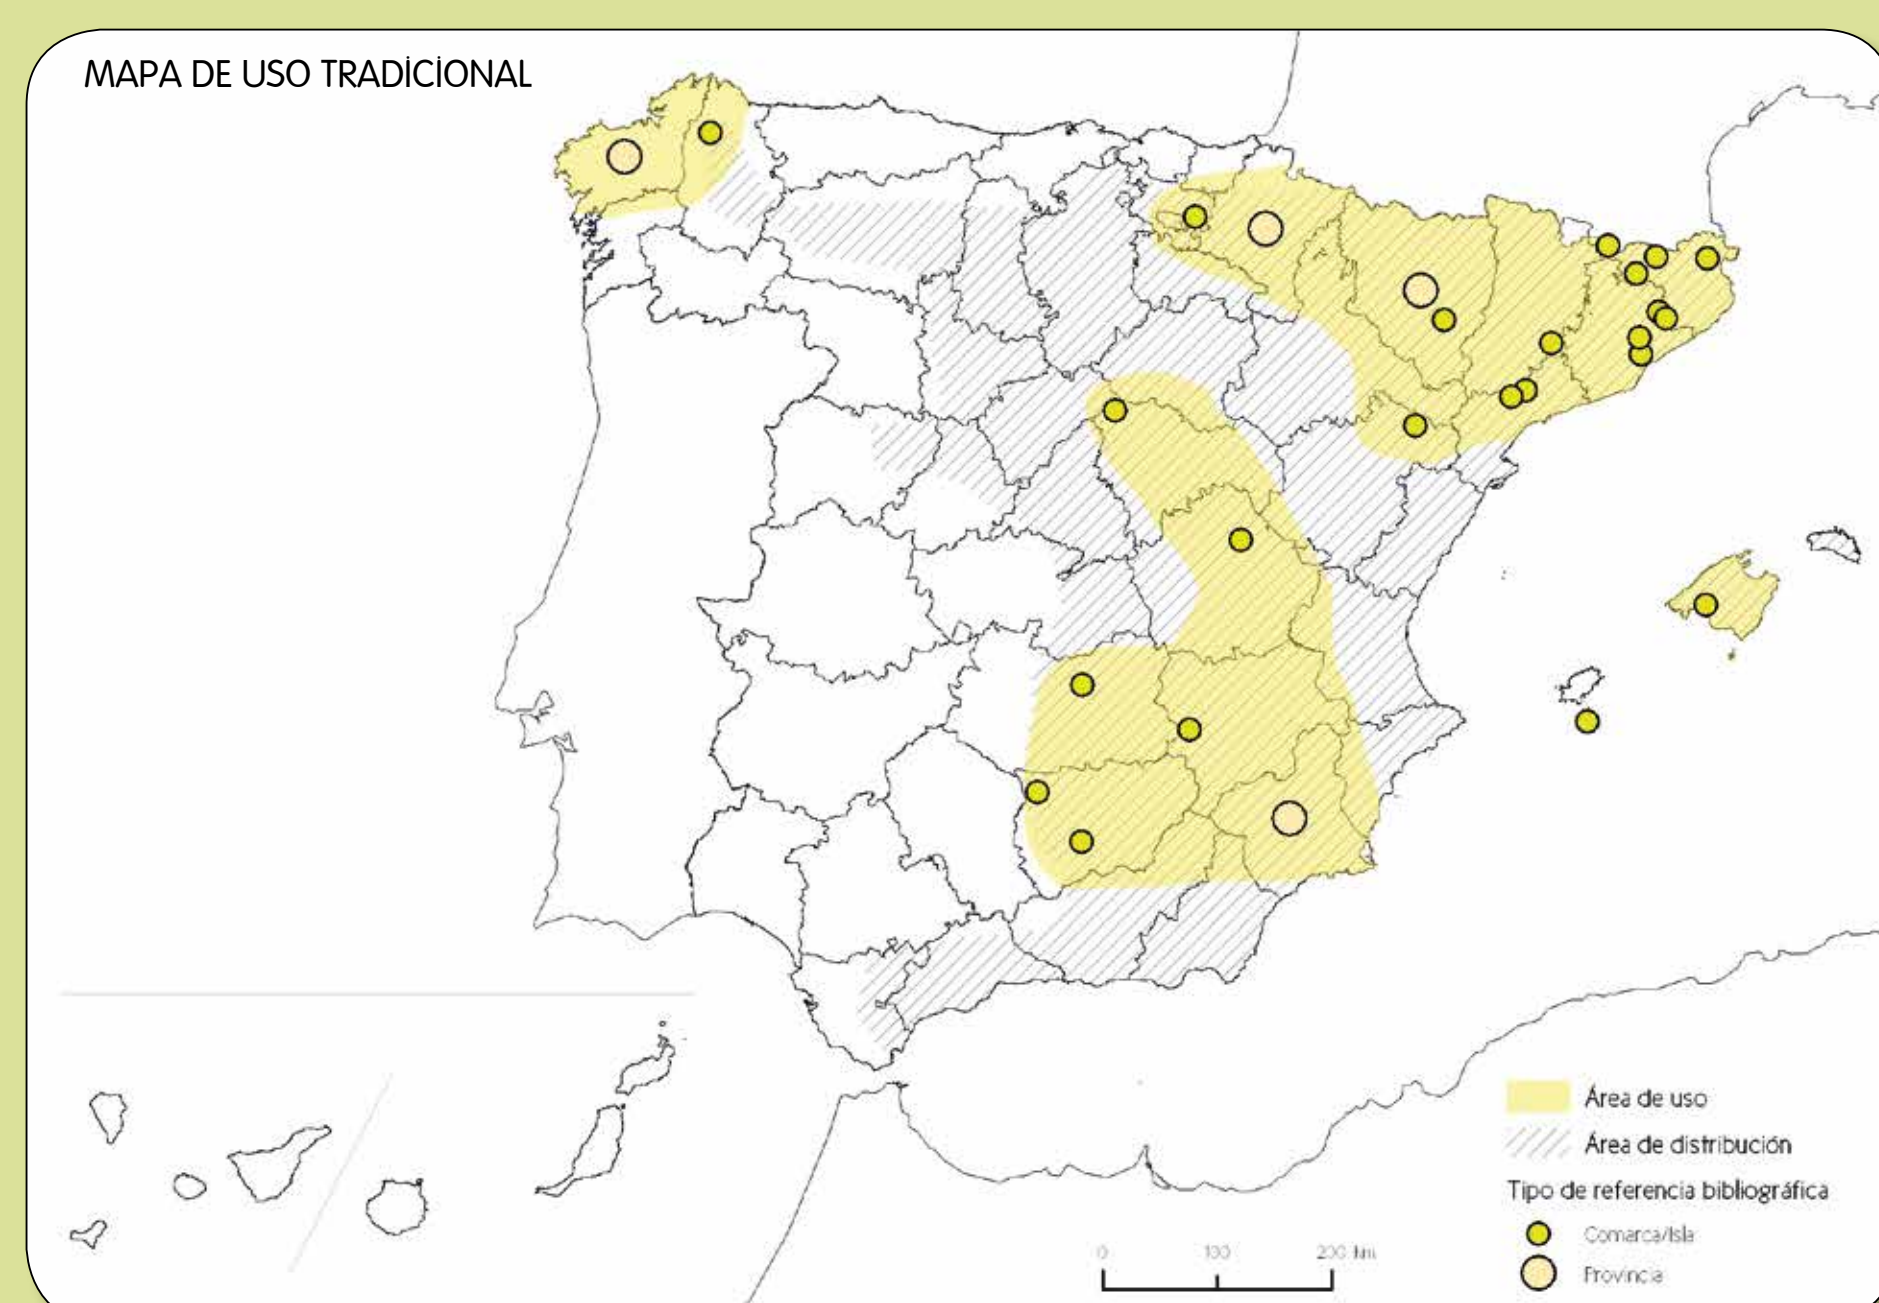 MAPA DE USO TRADICIONAL
Área de uso
Área de distribución
Tipo de referencia bibliográfica
Comarca/Isla
Provincia
0 100 200 km.